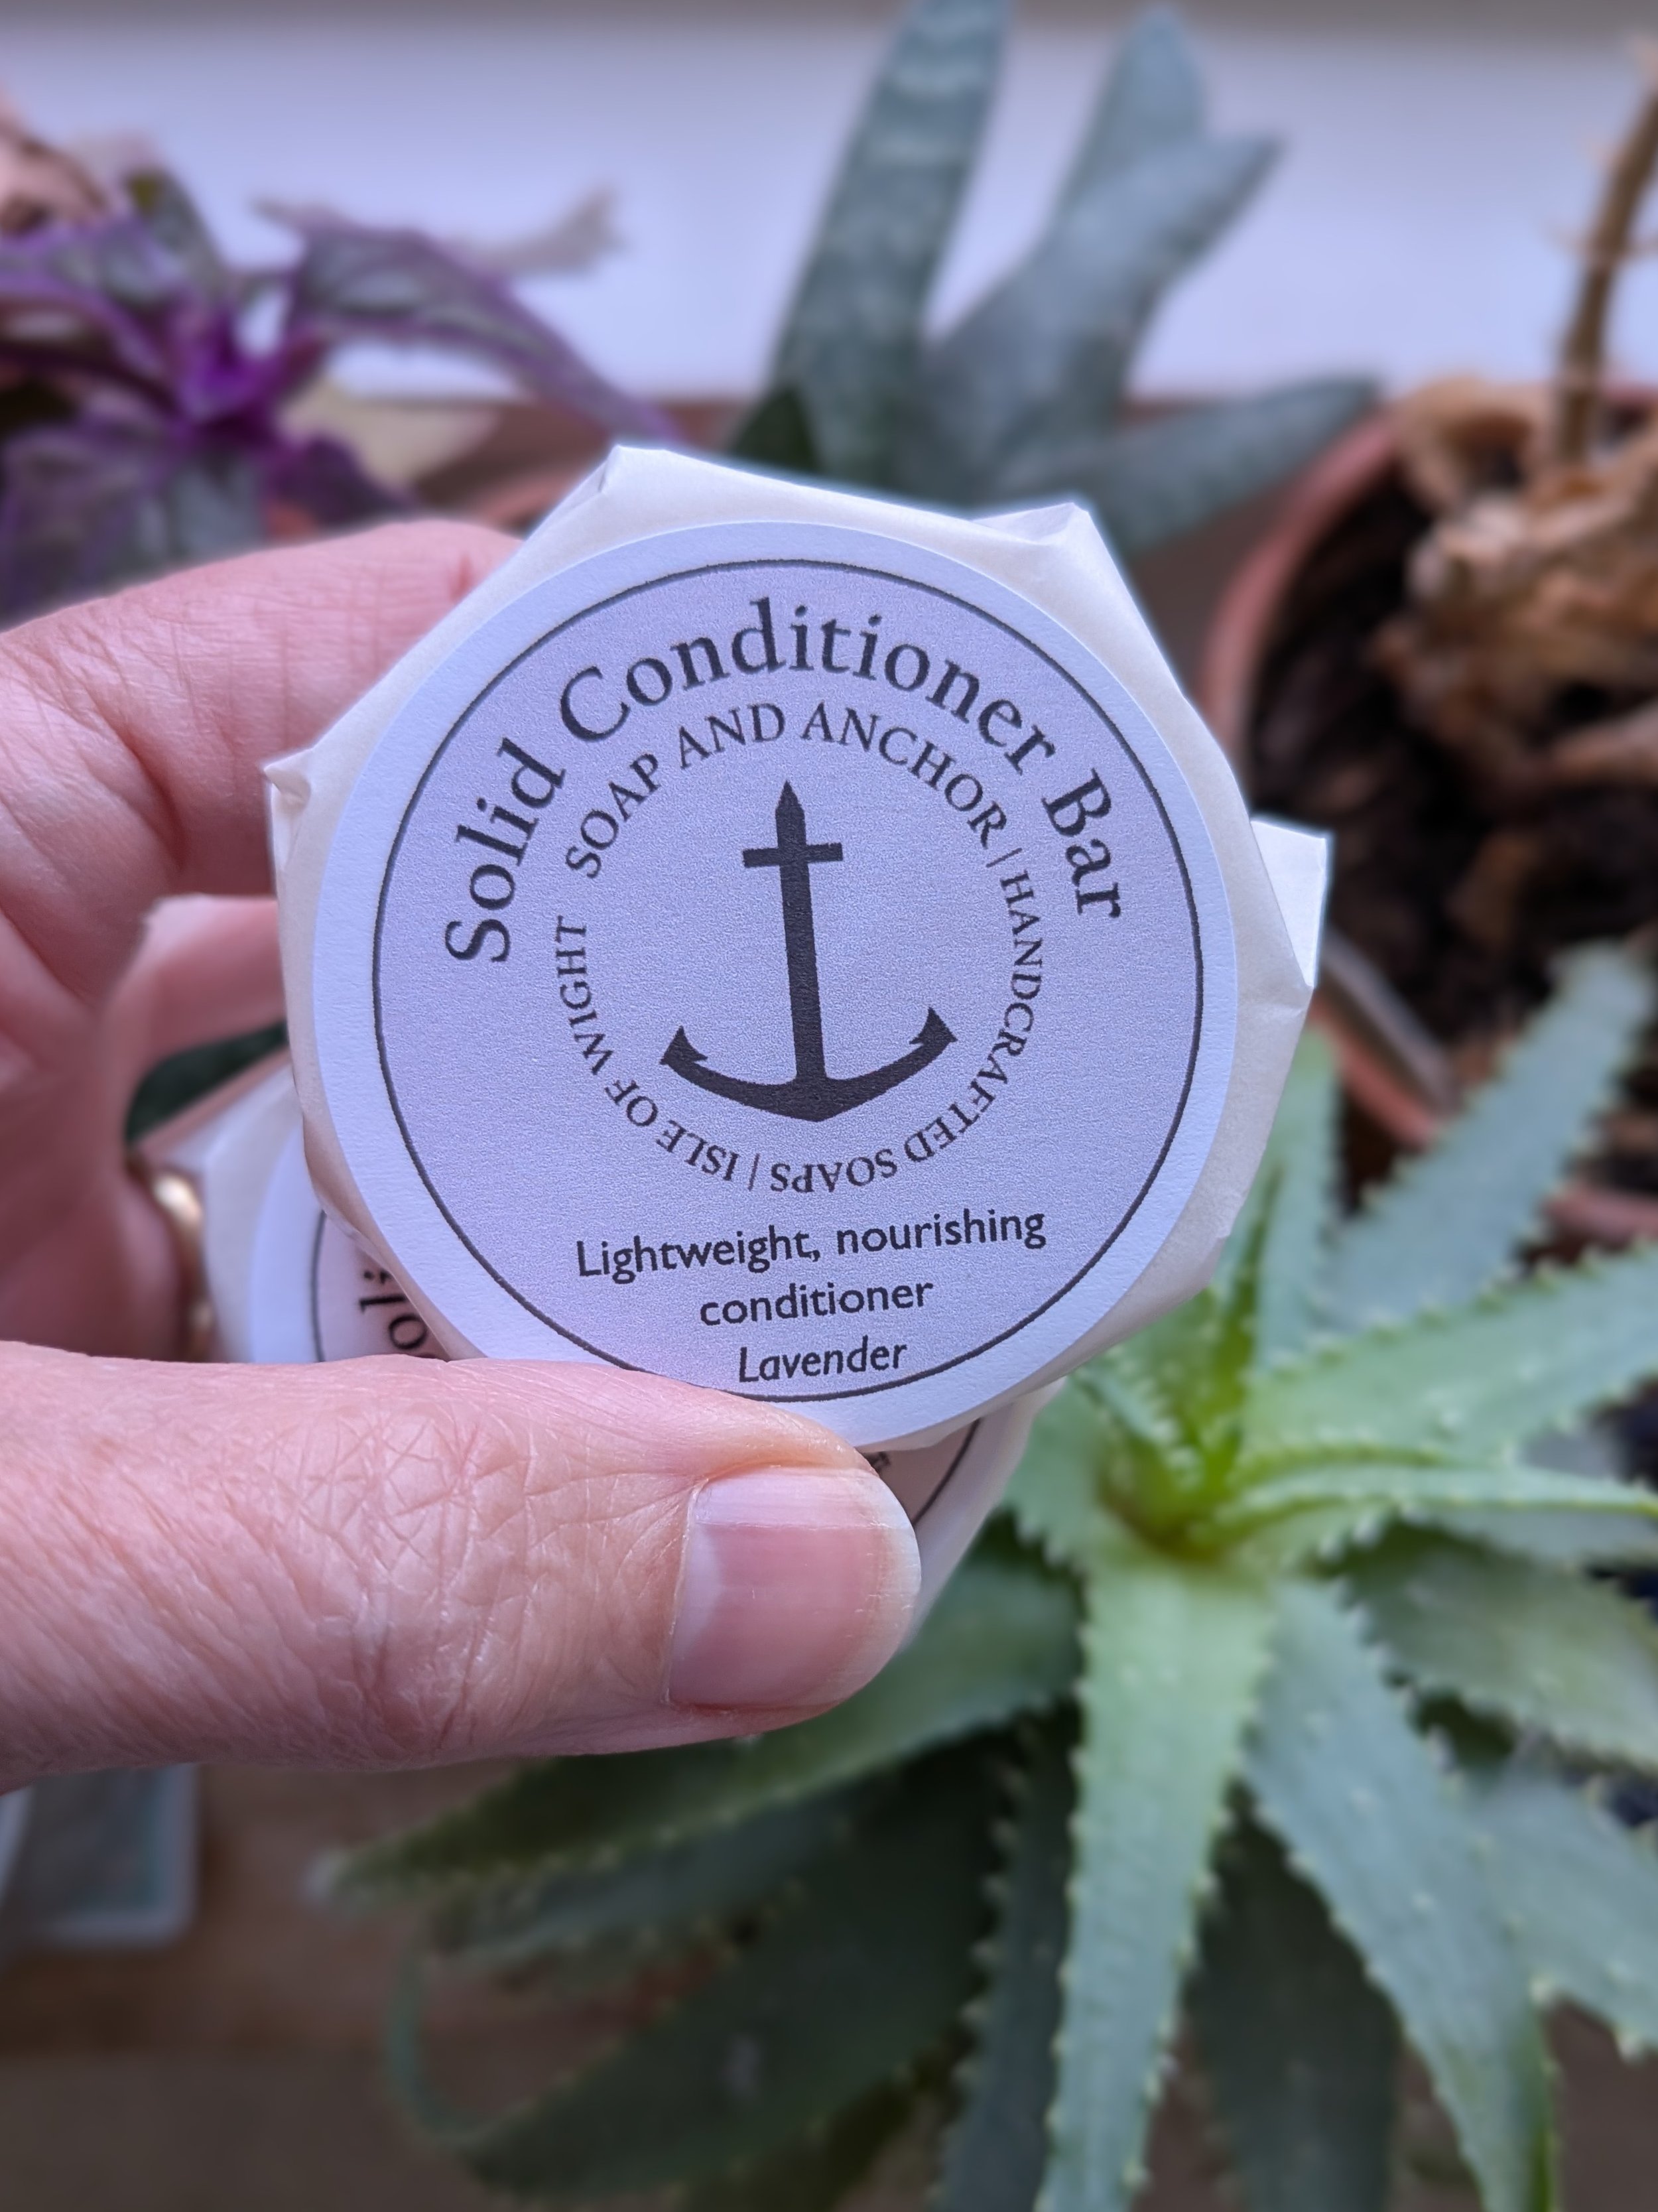 Solid Conditioner Bar
SOAP AND ANCHOR | HANDCRAFTED SOAPS | ISLE OF WIGHT
Lightweight, nourishing
conditioner
Lavender